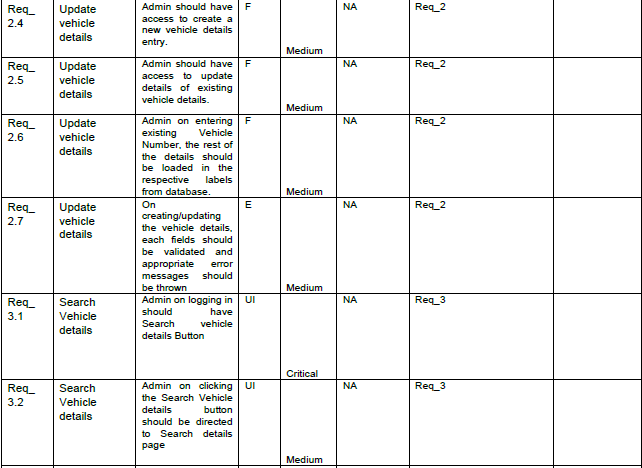 Req_ Update Admin should have F NA Req_2
2.4 vehicle access to create a
details new vehicle details
entry.
Medium
Req_ Update Admin should have F NA Req_2
2.5 vehicle access to update
details details of existing
vehicle details.
Medium
Req_ Update Admin on entering F NA Req_2
2.6 vehicle existing Vehicle
details Number, the rest of
the details should
be loaded in the
respective labels
from database.
Medium
Req_ Update On E NA Req_2
2.7 vehicle creating/updating
details the vehicle details,
each fields should
be validated and
appropriate error
messages should
be thrown
Medium
Req_ Search Admin on logging in UI NA Req_3
3.1 Vehicle should have
details Search vehicle
details Button
Critical
Req_ Search Admin on clicking UI NA Req_3
3.2 Vehicle the Search Vehicle
details details button
should be directed
to Search details
page
Medium